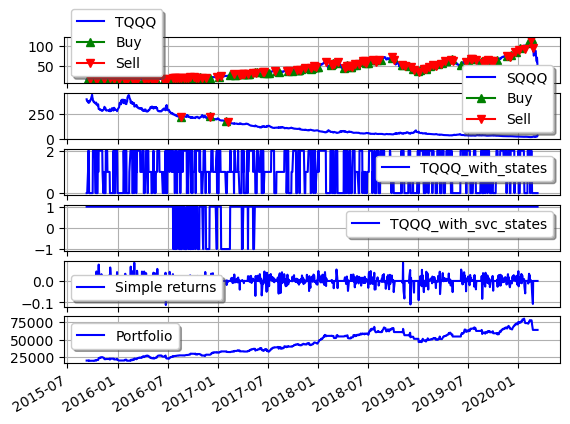 TQQQ
Buy
Sell
100
50
SQQQ
Buy
Sell
250
0
TQQQ_with_states
2
0
TQQQ_with_svc_states
1
0
−1
Simple returns
0.0
−0.1
Portfolio
75000
50000
25000
2015-07
2016-01
2016-07
2017-01
2017-07
2018-01
2018-07
2019-01
2019-07
2020-01